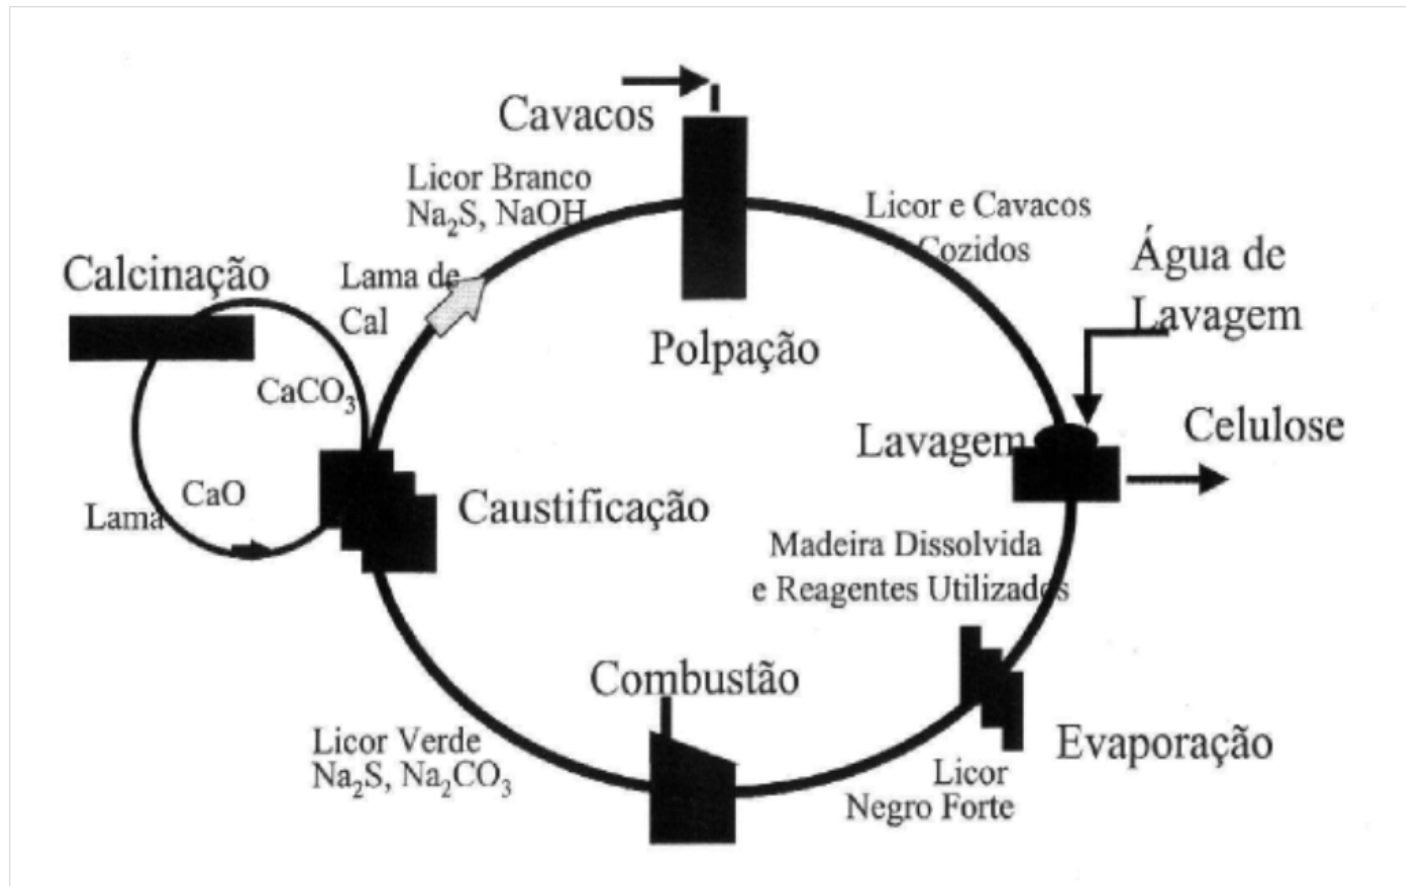 Cavacos
Licor Branco
Na₂S, NaOH
Licor e Cavacos
Cozidos
Água de
Lavagem
Calcinação
Lama de
Cal
Polpação
CaCO₃
Lavagem
Celulose
CaO
Lama
Caustificação
Madeira Dissolvida
e Reagentes Utilizados
Combustão
Evaporação
Licor Verde
Na₂S, Na₂CO₃
Licor
Negro Forte